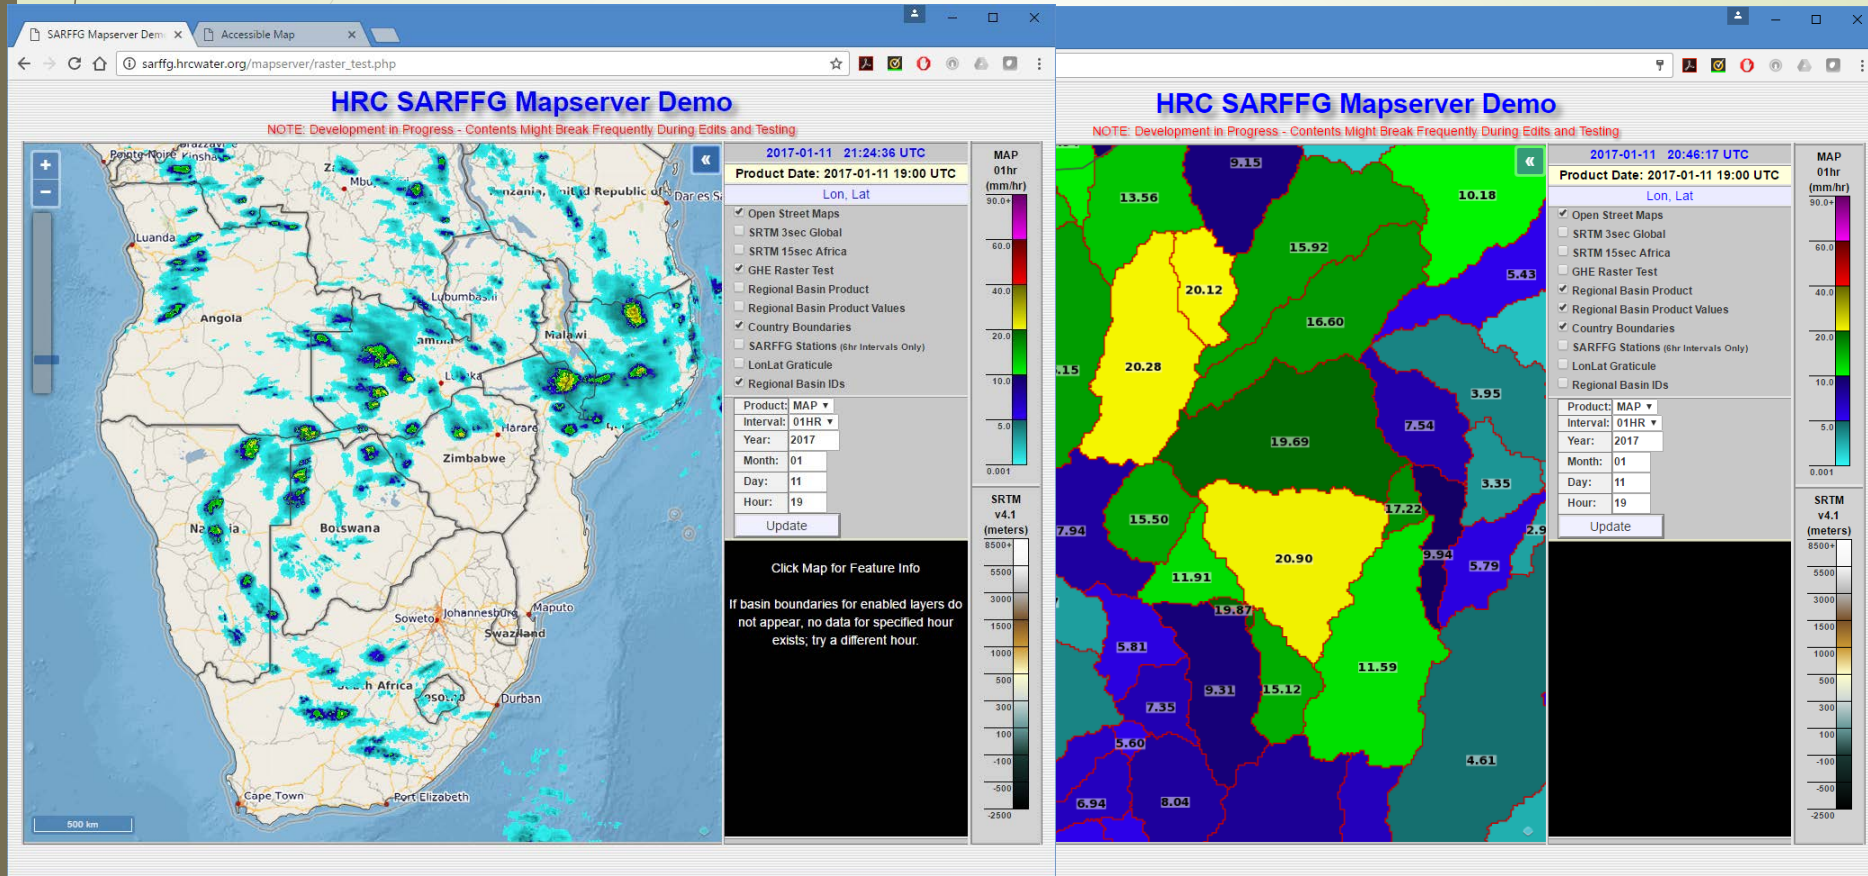 SARFFG Mapserver Dem
Accessible Map
sarffg.hrcwater.org/mapserver/raster_test.php
HRC SARFFG Mapserver Demo
NOTE: Development in Progress - Contents Might Break Frequently During Edits and Testing
+
−
«
Pointe-Noire
Dar es Sa
Luanda
Lubumbashi
Angola
Malawi
Harare
Zimbabwe
Botswana
Johannesburg
Maputo
Soweto
Swaziland
South Africa
Durban
Cape Town
Port Elizabeth
500 km
2017-01-11 21:24:36 UTC
Product Date: 2017-01-11 19:00 UTC
Lon, Lat
Open Street Maps
SRTM 3sec Global
SRTM 15sec Africa
GHE Raster Test
Regional Basin Product
Regional Basin Product Values
Country Boundaries
SARFFG Stations (6hr Intervals Only)
LonLat Graticule
Regional Basin IDs
Product: MAP
Interval: 01HR
Year: 2017
Month: 01
Day: 11
Hour: 19
Update
Click Map for Feature Info
If basin boundaries for enabled layers do
not appear, no data for specified hour
exists; try a different hour.
MAP
01hr
(mm/hr)
90.0+
60.0
40.0
20.0
10.0
5.0
0.001
SRTM
v4.1
(meters)
8500+
5500
3000
1500
1000
500
300
100
-100
-500
-2500
HRC SARFFG Mapserver Demo
NOTE: Development in Progress - Contents Might Break Frequently During Edits and Testing
«
9.15
13.56
10.18
15.92
5.43
20.12
16.60
.15
20.28
3.95
7.54
19.69
3.35
17.22
15.50
7.94
2.9
9.94
20.90
5.79
11.91
19.87
5.81
11.59
9.31
15.12
7.35
5.60
4.61
6.94
8.04
2017-01-11 20:46:17 UTC
Product Date: 2017-01-11 19:00 UTC
Lon, Lat
Open Street Maps
SRTM 3sec Global
SRTM 15sec Africa
GHE Raster Test
Regional Basin Product
Regional Basin Product Values
Country Boundaries
SARFFG Stations (6hr Intervals Only)
LonLat Graticule
Regional Basin IDs
Product: MAP
Interval: 01HR
Year: 2017
Month: 01
Day: 11
Hour: 19
Update
MAP
01hr
(mm/hr)
90.0+
60.0
40.0
20.0
10.0
5.0
0.001
SRTM
v4.1
(meters)
8500+
5500
3000
1500
1000
500
300
100
-100
-500
-2500